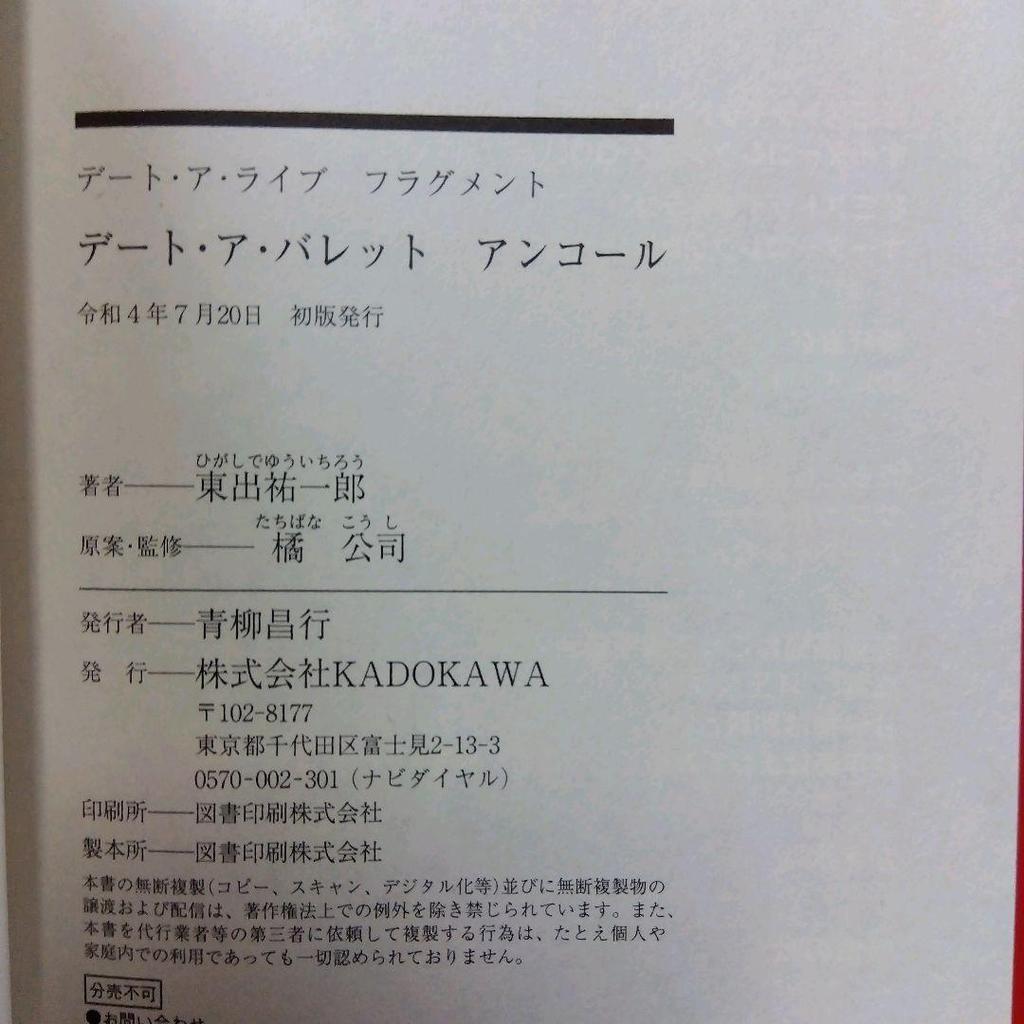 デート・ア・ライブ　フラグメント
デート・ア・バレット　アンコール
令和４年７月20日　初版発行
ひがしでゆういちろう
著者――東出祐一郎
たちばな　こうし
原案・監修――橘　公司
発行者――青柳昌行
発　行――株式会社KADOKAWA
〒102-8177
東京都千代田区富士見2-13-3
0570-002-301（ナビダイヤル）
印刷所――図書印刷株式会社
製本所――図書印刷株式会社
本書の無断複製(コピー、スキャン、デジタル化等)並びに無断複製物の
譲渡および配信は、著作権法上での例外を除き禁じられています。また、
本書を代行業者等の第三者に依頼して複製する行為は、たとえ個人や
家庭内での利用であっても一切認められておりません。
分売不可
●お問い合わせ